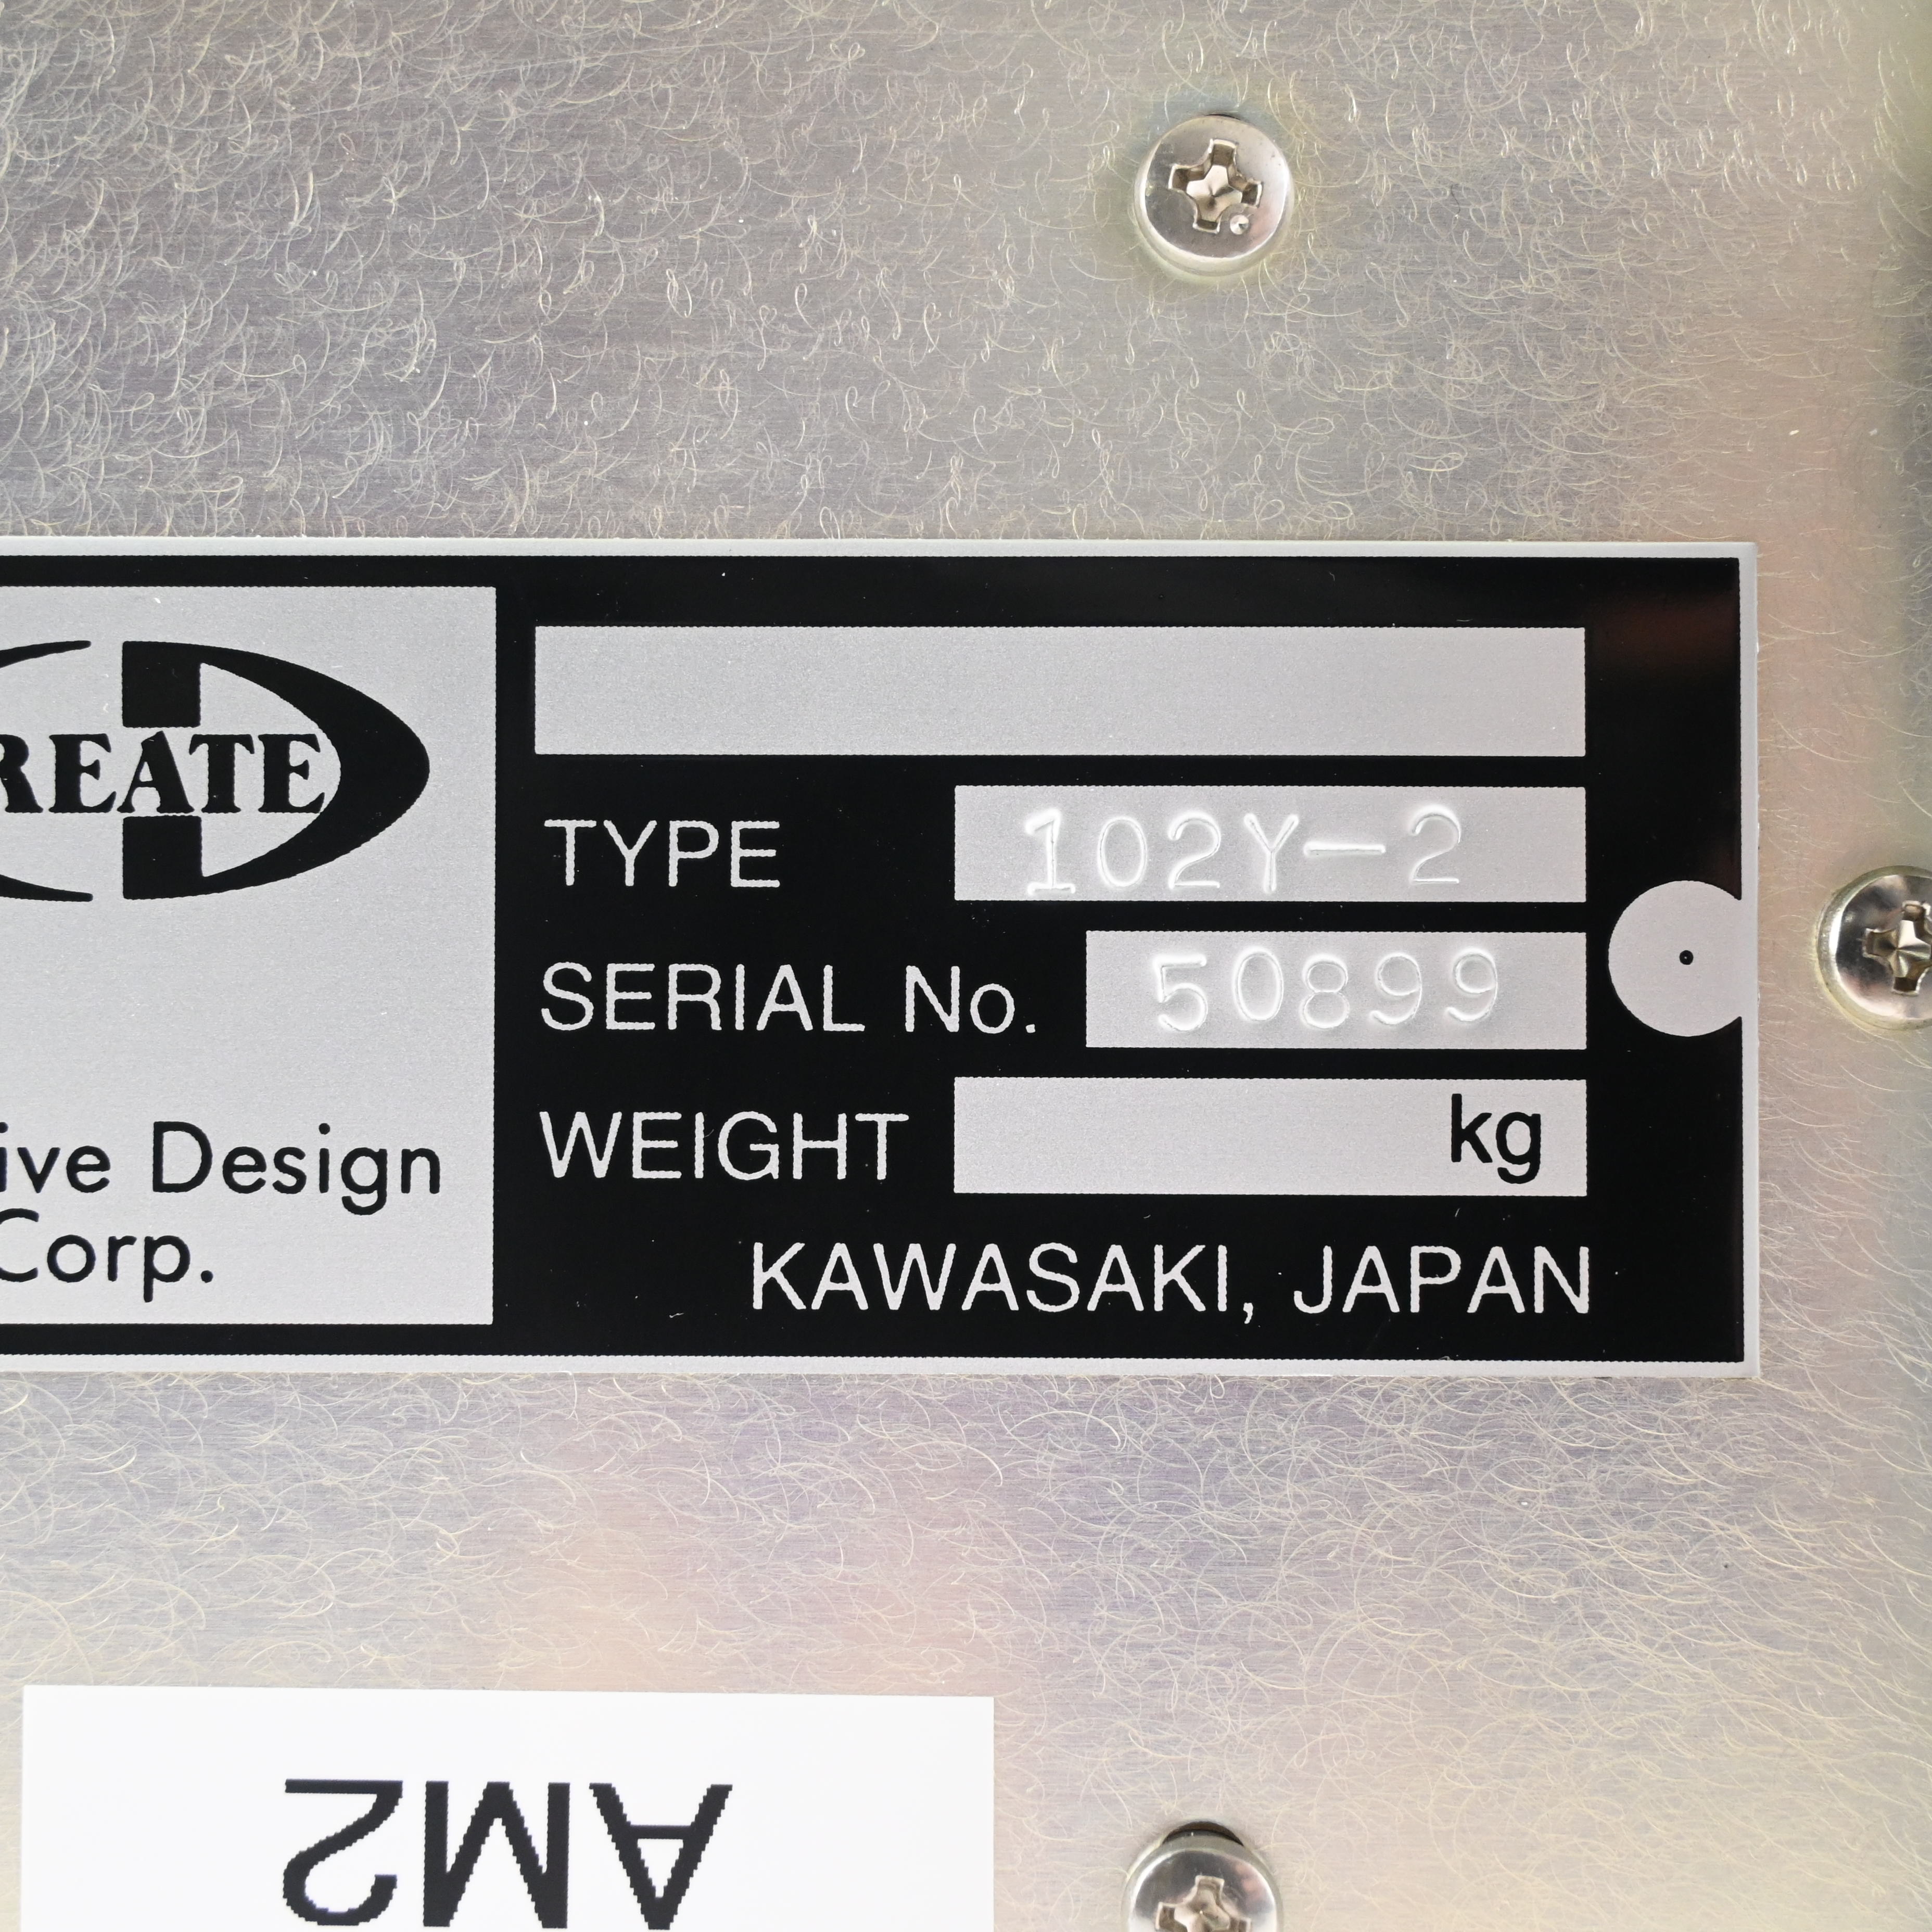 REATE
TYPE 102Y-2
SERIAL No. 50899
WEIGHT kg
ive Design
Corp.
KAWASAKI, JAPAN
AM2